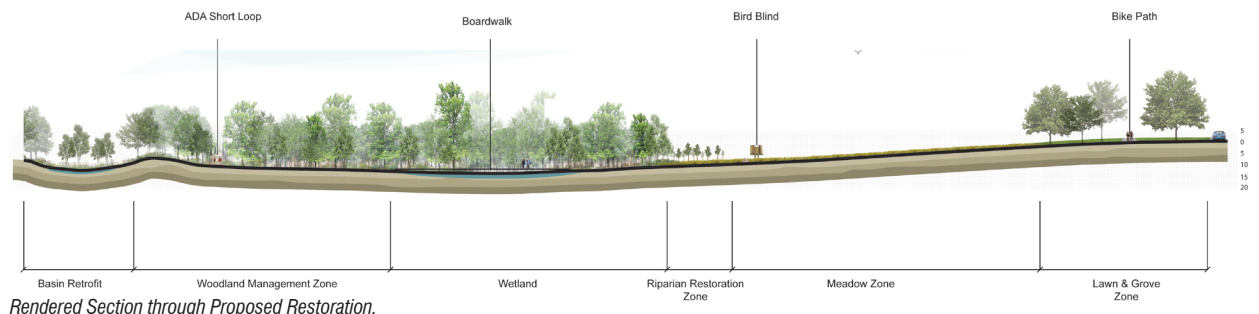 ADA Short Loop
Boardwalk
Bird Blind
Bike Path
5
0
5
10
15
20
Basin Retrofit
Woodland Management Zone
Wetland
Riparian Restoration
Zone
Meadow Zone
Lawn & Grove
Zone
Rendered Section through Proposed Restoration.